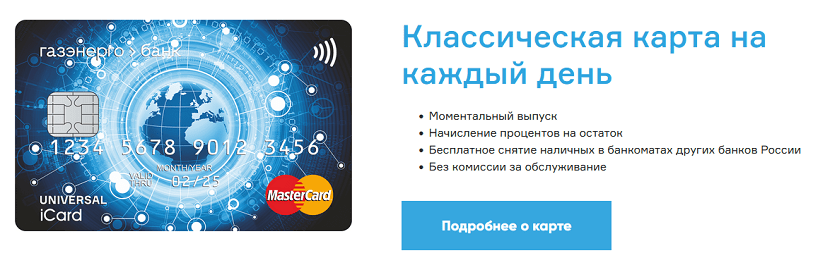 газэнерго банк
1234 5678 9012 3456
MONTH/YEAR
VALID
THRU 02/25
UNIVERSAL
iCard
MasterCard
Классическая карта на
каждый день
• Моментальный выпуск
• Начисление процентов на остаток
• Бесплатное снятие наличных в банкоматах других банков России
• Без комиссии за обслуживание
Подробнее о карте